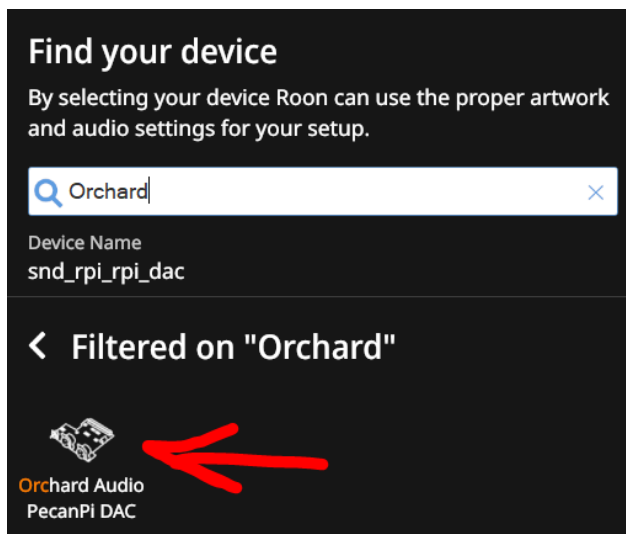 Find your device
By selecting your device Roon can use the proper artwork
and audio settings for your setup.
Orchard
Device Name
snd_rpi_rpi_dac
Filtered on "Orchard"
Orchard Audio
PecanPi DAC